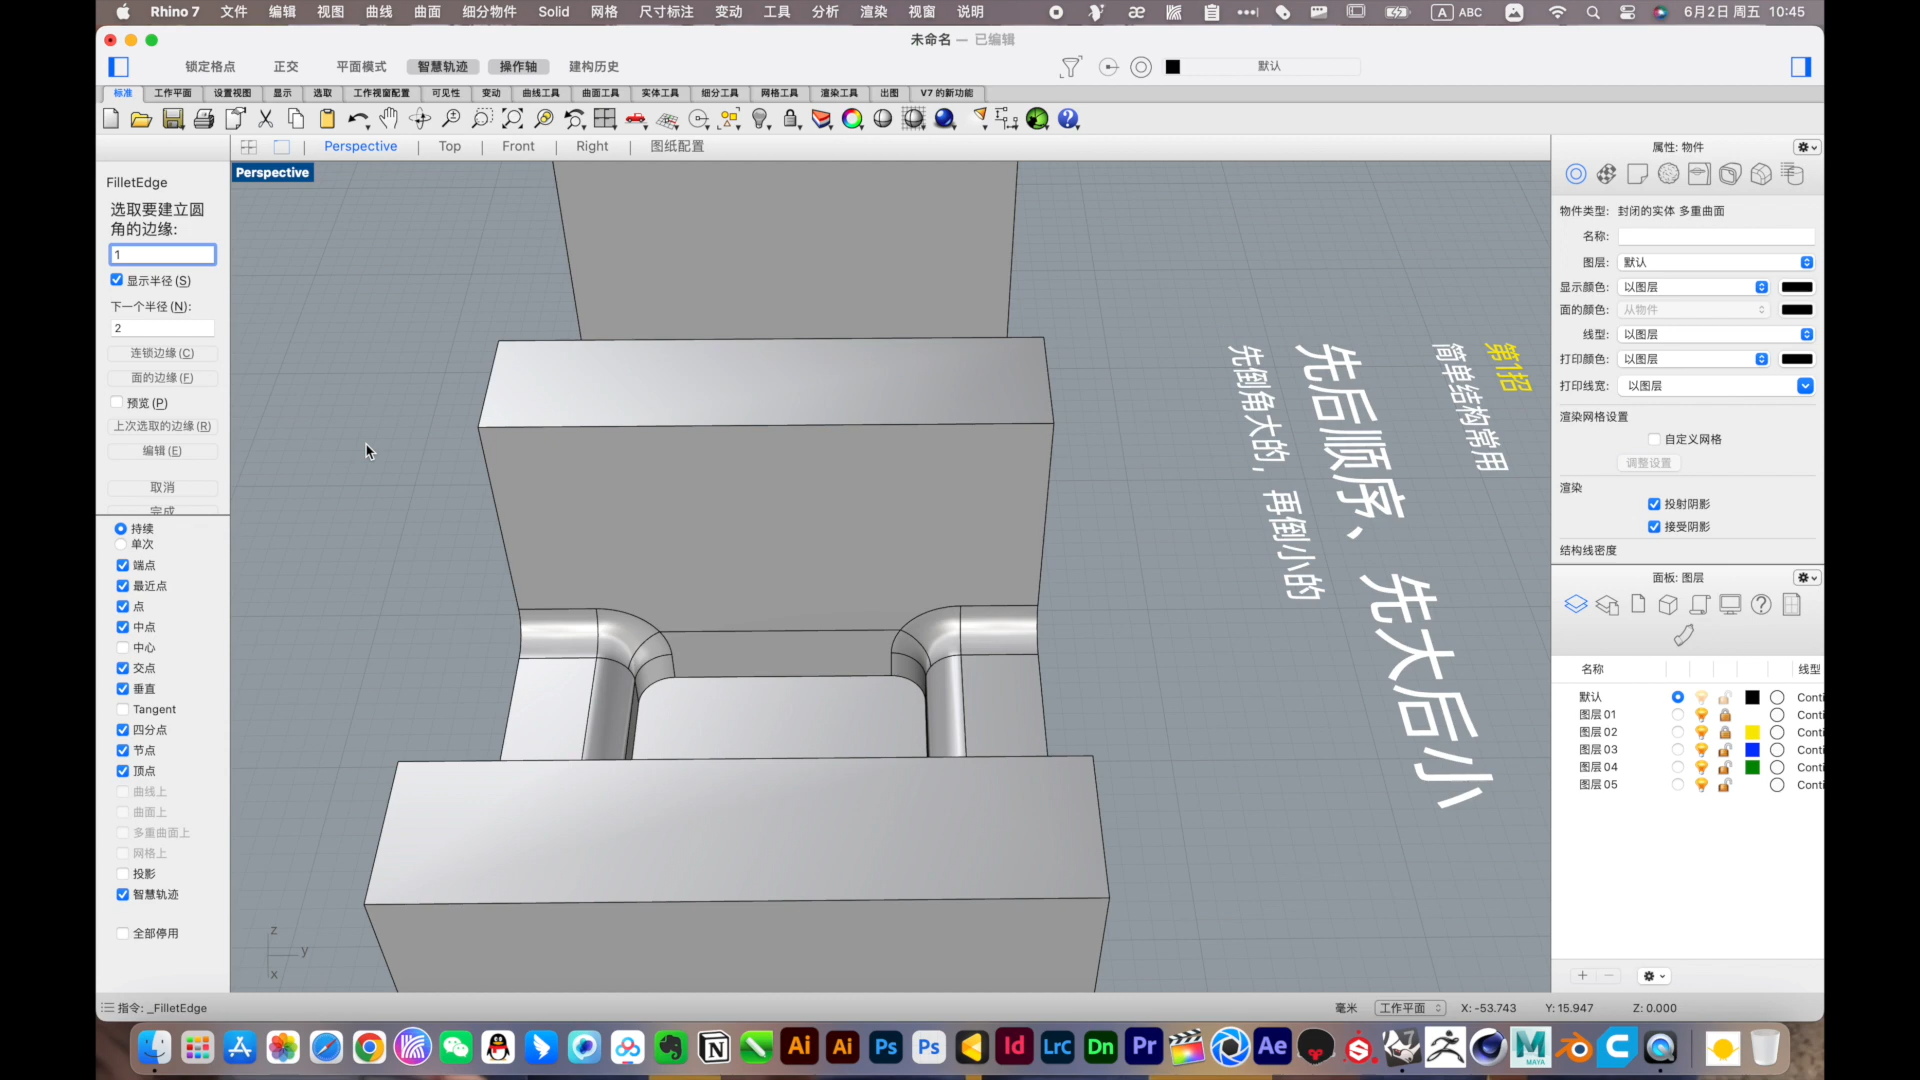 Rhino 7 文件 编辑 视图 曲线 曲面 细分物件 Solid 网格 尺寸标注 变动 工具 分析 渲染 视窗 说明 A ABC 6月2日 周五 10:45
未命名 — 已编辑
锁定格点 正交 平面模式 智慧轨迹 操作轴 建构历史 默认
标准 工作平面 设置视图 显示 选取 工作视窗配置 可见性 变动 曲线工具 曲面工具 实体工具 细分工具 网格工具 渲染工具 出图 V7 的新功能
Perspective Top Front Right 图纸配置
Perspective
FilletEdge
选取要建立圆
角的边缘:
1
显示半径 (S)
下一个半径 (N):
2
连锁边缘 (C)
面的边缘 (F)
预览 (P)
上次选取的边缘 (R)
编辑 (E)
取消
完成
持续
单次
端点
最近点
点
中点
中心
交点
垂直
Tangent
四分点
节点
顶点
曲线上
曲面上
多重曲面上
网格上
投影
智慧轨迹
全部停用
第1招
简单结构常用
先后顺序、先大后小
先倒角大的，再倒小的
z
y
x
属性: 物件
物件类型: 封闭的实体 多重曲面
名称:
图层: 默认
显示颜色: 以图层
面的颜色: 从物件
线型: 以图层
打印颜色: 以图层
打印线宽: 以图层
渲染网格设置
自定义网格
调整设置
渲染
投射阴影
接受阴影
结构线密度
面板: 图层
名称 线型
默认 Conti
图层 01 Conti
图层 02 Conti
图层 03 Conti
图层 04 Conti
图层 05 Conti
指令: _FilletEdge 毫米 工作平面 X: -53.743 Y: 15.947 Z: 0.000
N Ai Ai Ps Ps Id LrC Dn Pr Ae M MAYA